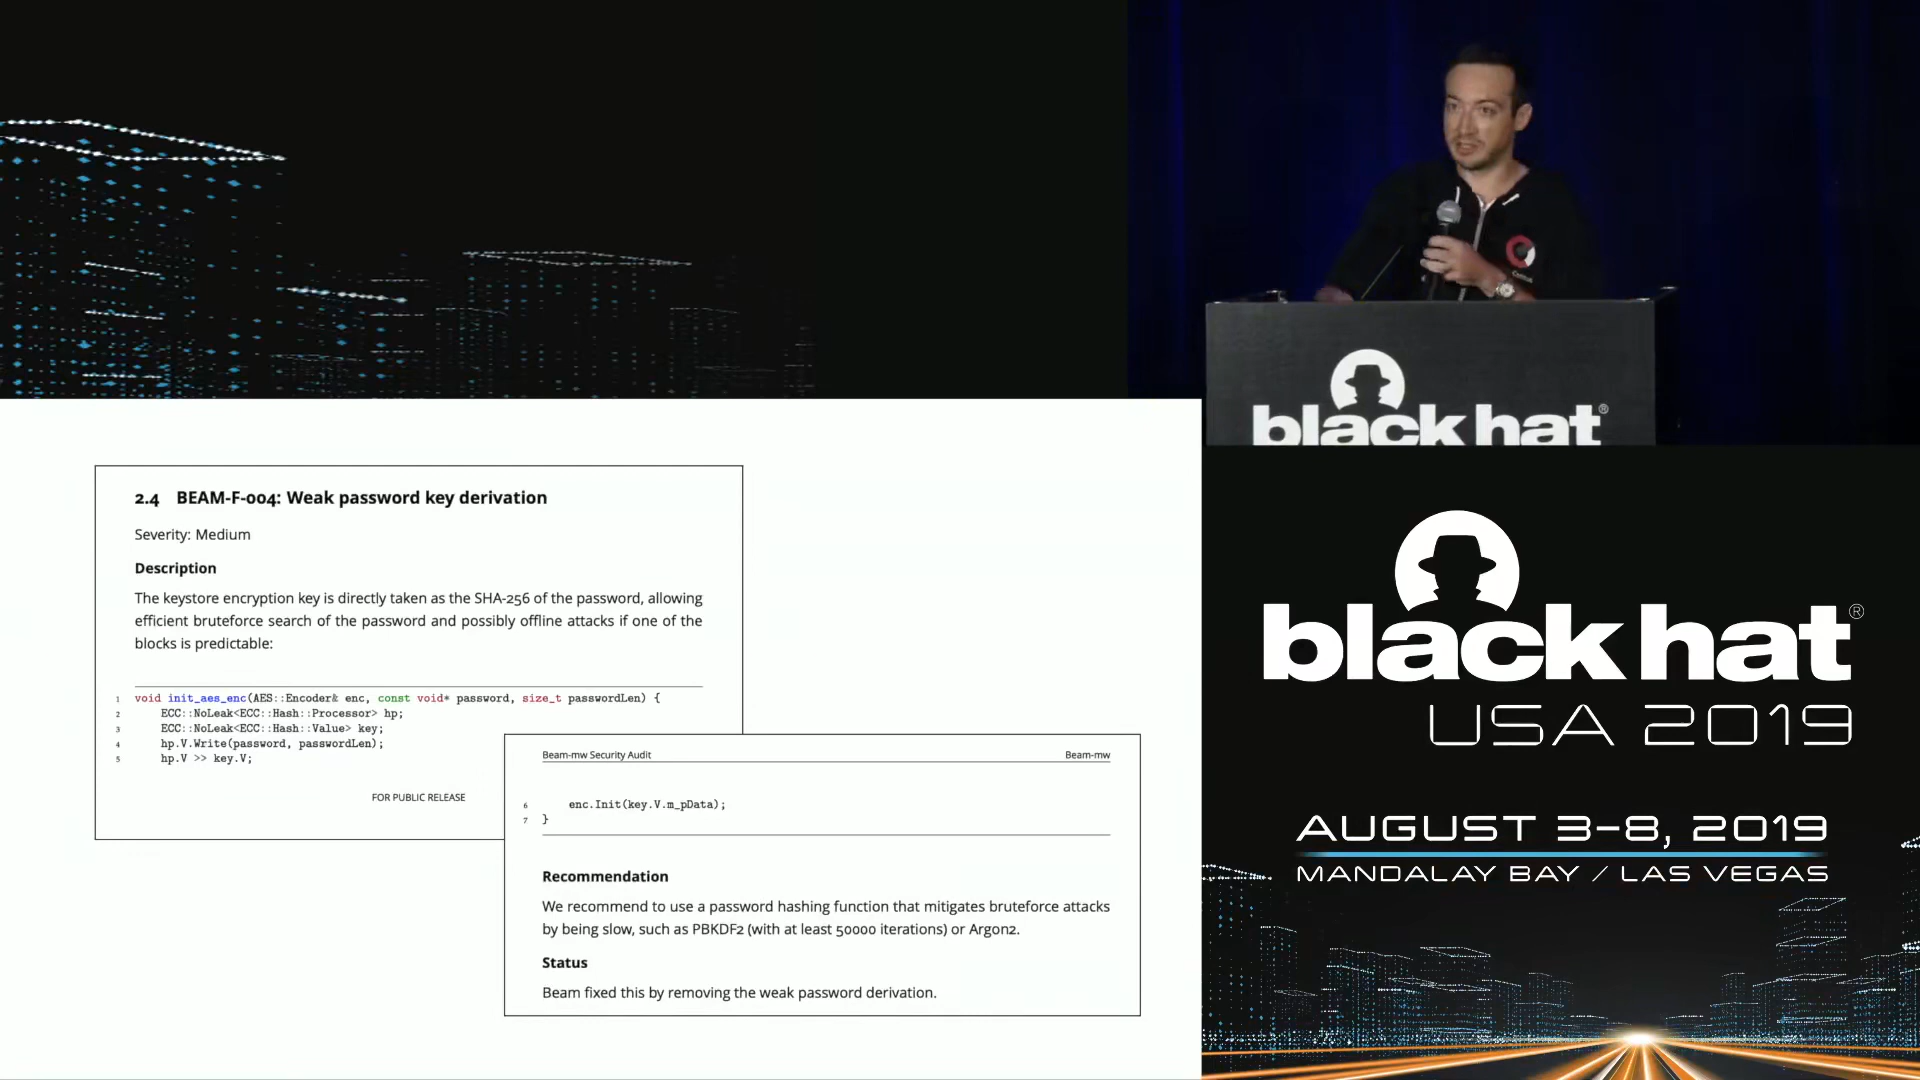 black hat®
2.4 BEAM-F-004: Weak password key derivation
Severity: Medium
Description
The keystore encryption key is directly taken as the SHA-256 of the password, allowing
efficient bruteforce search of the password and possibly offline attacks if one of the
blocks is predictable:
1 void init_aes_enc(AES::Encoder& enc, const void* password, size_t passwordLen) {
2 ECC::NoLeak<ECC::Hash::Processor> hp;
3 ECC::NoLeak<ECC::Hash::Value> key;
4 hp.V.Write(password, passwordLen);
5 hp.V >> key.V;
FOR PUBLIC RELEASE
Beam-mw Security Audit Beam-mw
6 enc.Init(key.V.m_pData);
7 }
Recommendation
We recommend to use a password hashing function that mitigates bruteforce attacks
by being slow, such as PBKDF2 (with at least 50000 iterations) or Argon2.
Status
Beam fixed this by removing the weak password derivation.
black hat®
USA 2019
AUGUST 3-8, 2019
MANDALAY BAY / LAS VEGAS